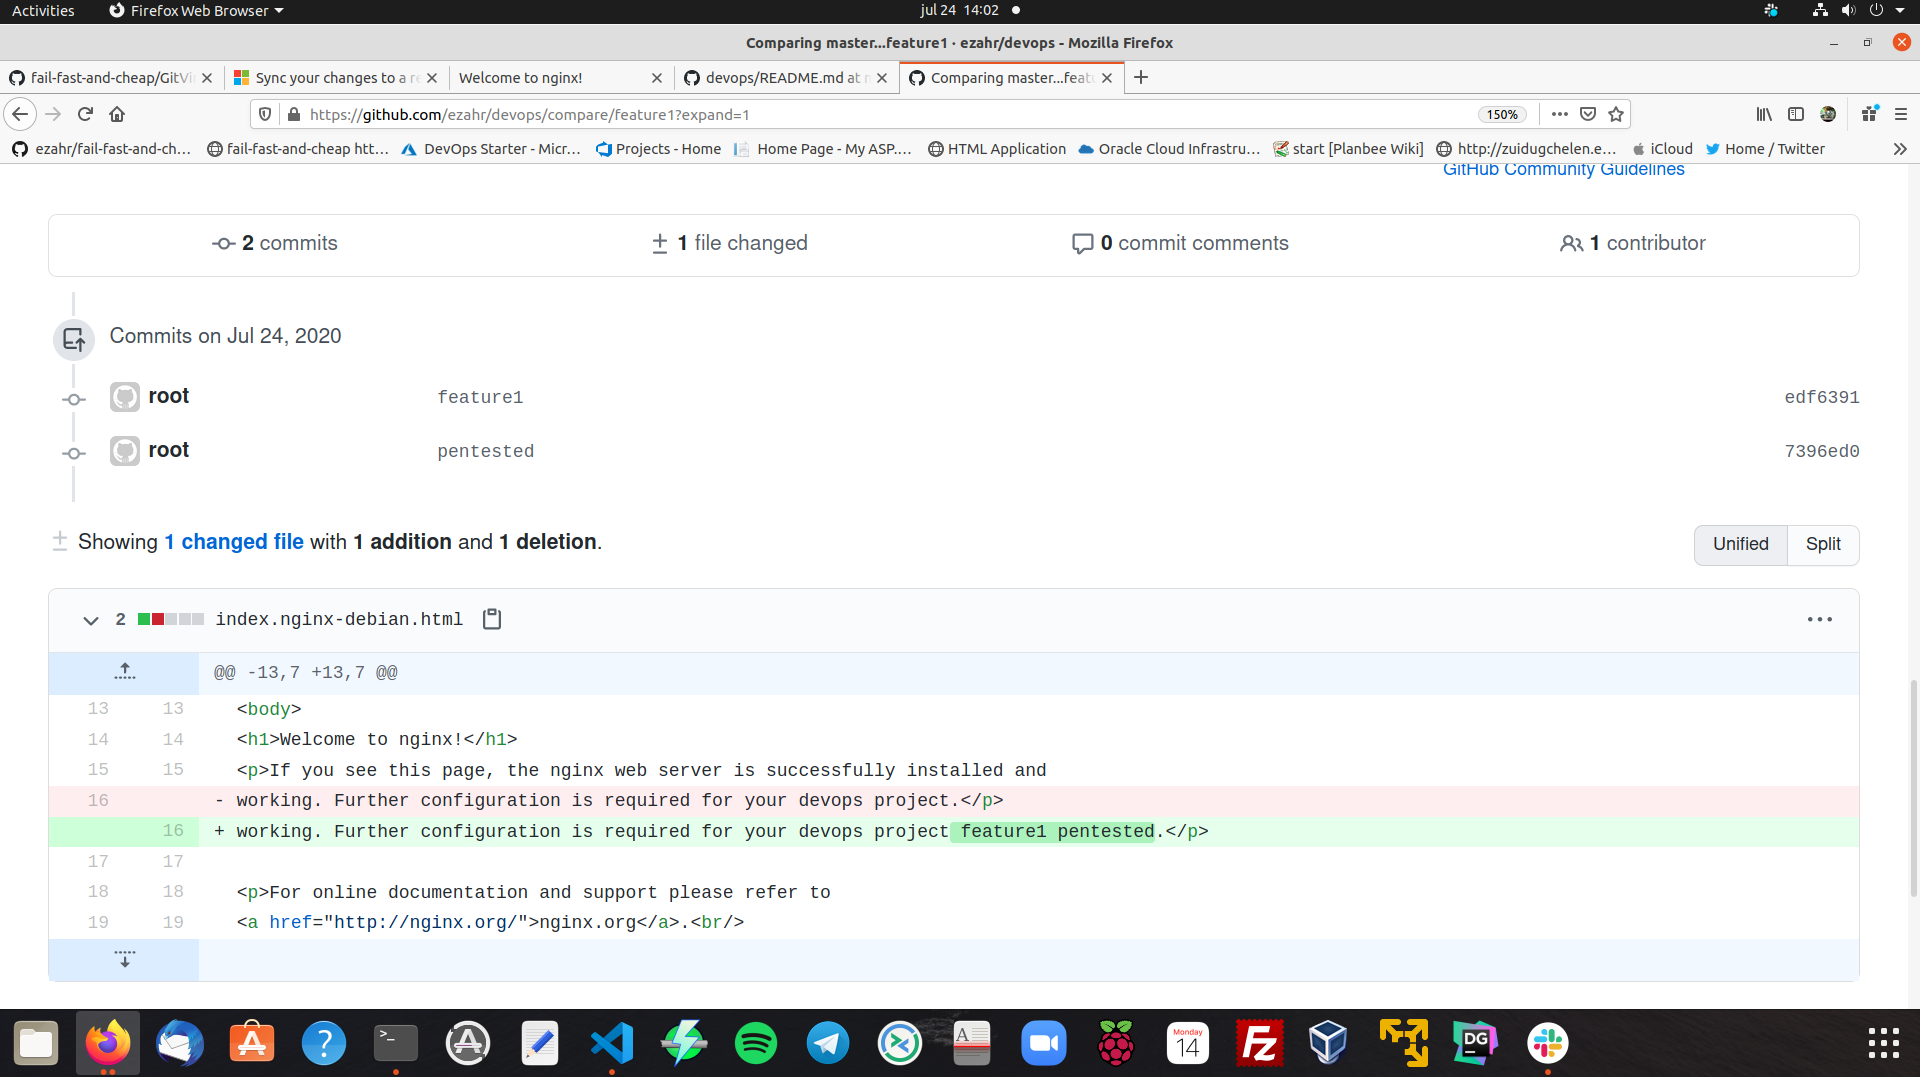 Activities Firefox Web Browser jul 24 14:02
Comparing master...feature1 · ezahr/devops - Mozilla Firefox
fail-fast-and-cheap/GitVi Sync your changes to a re Welcome to nginx! devops/README.md at Comparing master...feat
https://github.com/ezahr/devops/compare/feature1?expand=1 150%
ezahr/fail-fast-and-ch... fail-fast-and-cheap htt... DevOps Starter - Micr... Projects - Home Home Page - My ASP.... HTML Application Oracle Cloud Infrastru... start [Planbee Wiki] http://zuidugchelen.e... iCloud Home / Twitter
GitHub Community Guidelines
2 commits 1 file changed 0 commit comments 1 contributor
Commits on Jul 24, 2020
root feature1 edf6391
root pentested 7396ed0
Showing 1 changed file with 1 addition and 1 deletion.
Unified Split
2 index.nginx-debian.html
@@ -13,7 +13,7 @@
13 13 <body>
14 14 <h1>Welcome to nginx!</h1>
15 15 <p>If you see this page, the nginx web server is successfully installed and
16 - working. Further configuration is required for your devops project.</p>
16 + working. Further configuration is required for your devops project feature1 pentested.</p>
17 17
18 18 <p>For online documentation and support please refer to
19 19 <a href="http://nginx.org/">nginx.org</a>.<br/>
Monday
14
A
Fz
DG